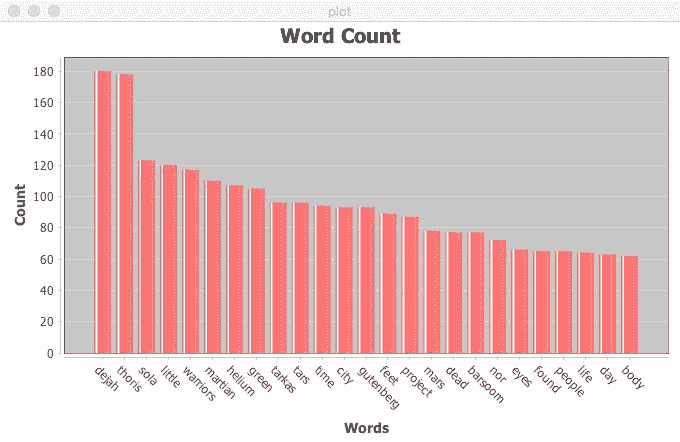 plot
Word Count
180
160
140
120
100
80
60
40
20
0
Count
dejah
thoris
sola
little
warriors
martian
helium
green
tarkas
tars
time
city
gutenberg
feet
project
mars
dead
barsoom
nor
eyes
found
people
life
day
body
Words